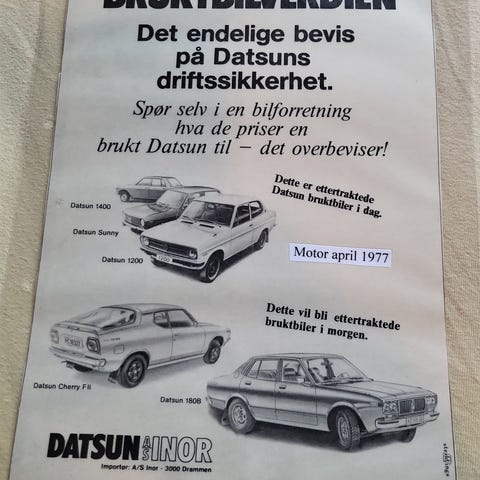 BRUKTBILVERDIEN
Det endelige bevis
på Datsuns
driftssikkerhet.
Spør selv i en bilforretning
hva de priser en
brukt Datsun til – det overbeviser!
Dette er ettertraktede
Datsun bruktbiler i dag.
Datsun 1400
Datsun Sunny
Datsun 1200
Motor april 1977
Dette vil bli ettertraktede
bruktbiler i morgen.
Datsun Cherry F II
Datsun 180B
DATSUN A/S INOR
Importør: A/S Inor - 3000 Drammen